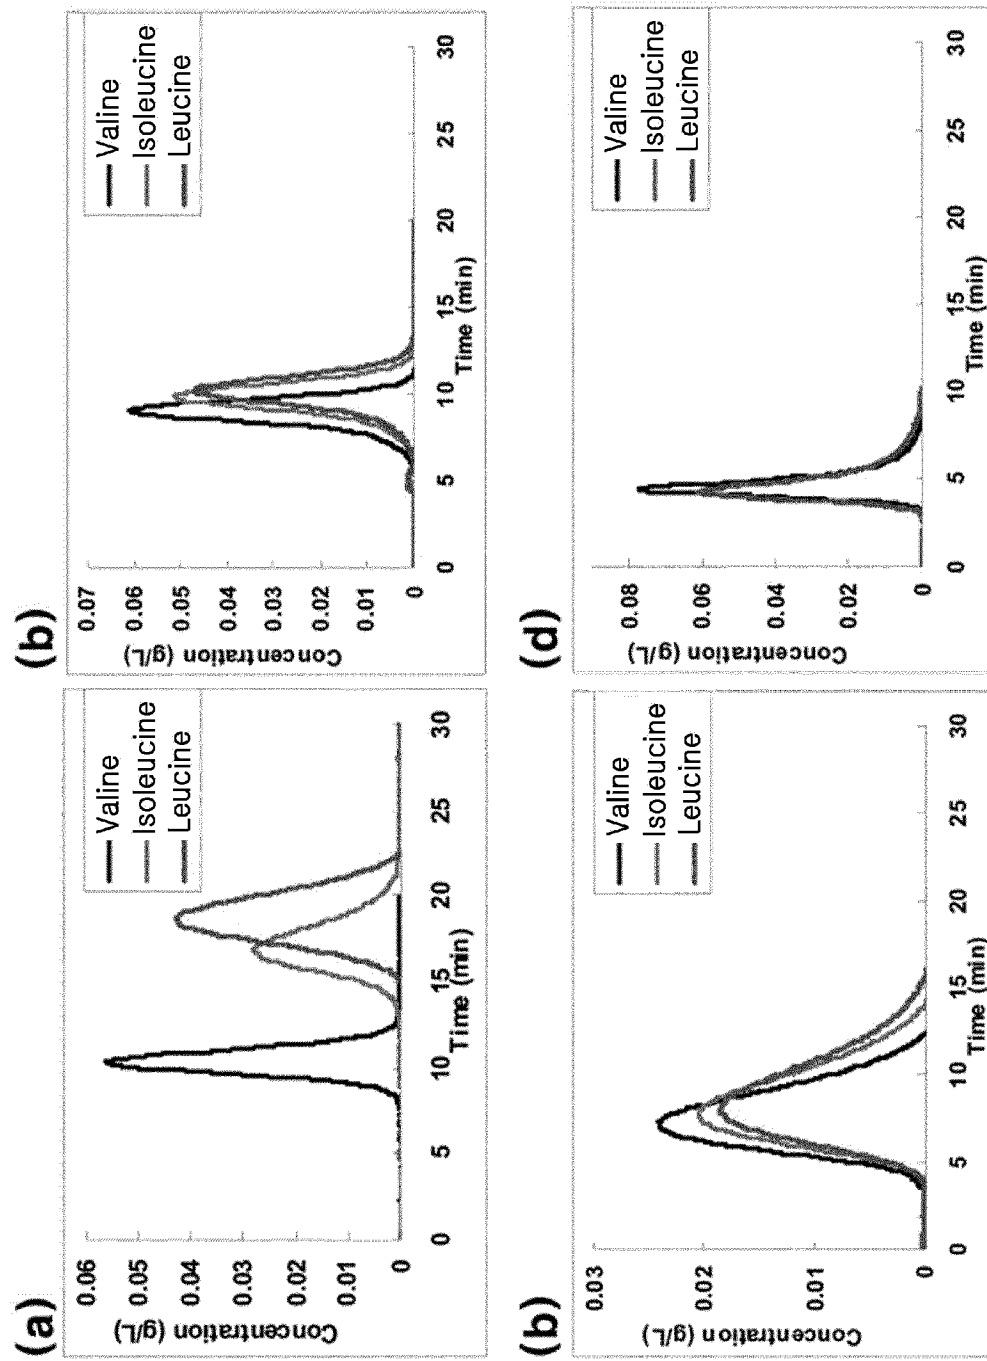 (a)
Concentration (g/L)
0.06
0.05
0.04
0.03
0.02
0.01
0
0 5 10 15 20 25 30
Time (min)
Valine
Isoleucine
Leucine
(b)
Concentration (g/L)
0.07
0.06
0.05
0.04
0.03
0.02
0.01
0
0 5 10 15 20 25 30
Time (min)
Valine
Isoleucine
Leucine
(b)
Concentration (g/L)
0.03
0.02
0.01
0
0 5 10 15 20 25 30
Time (min)
Valine
Isoleucine
Leucine
(d)
Concentration (g/L)
0.08
0.06
0.04
0.02
0
0 5 10 15 20 25 30
Time (min)
Valine
Isoleucine
Leucine